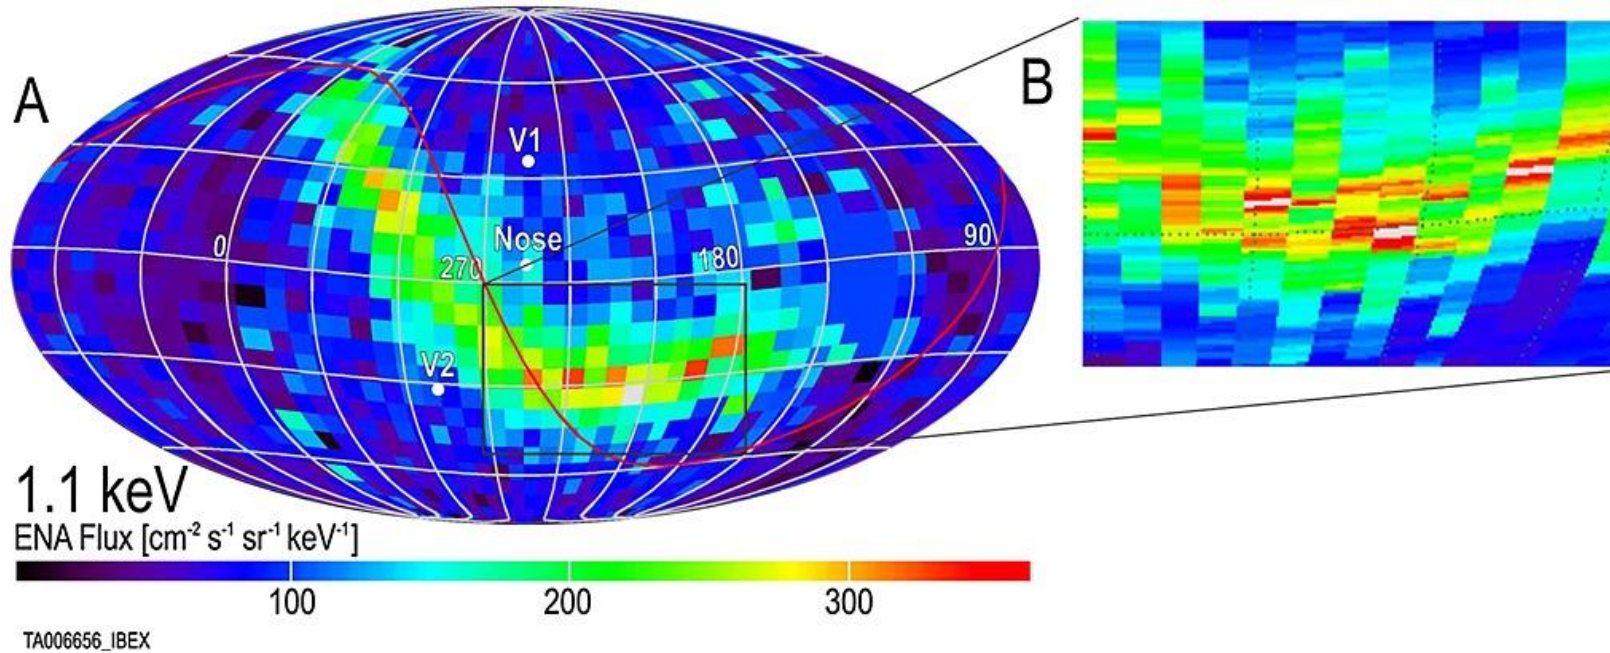 A
B
V1
Nose
0
270
180
90
V2
1.1 keV
ENA Flux [cm⁻² s⁻¹ sr⁻¹ keV⁻¹]
100 200 300
TA006656_IBEX